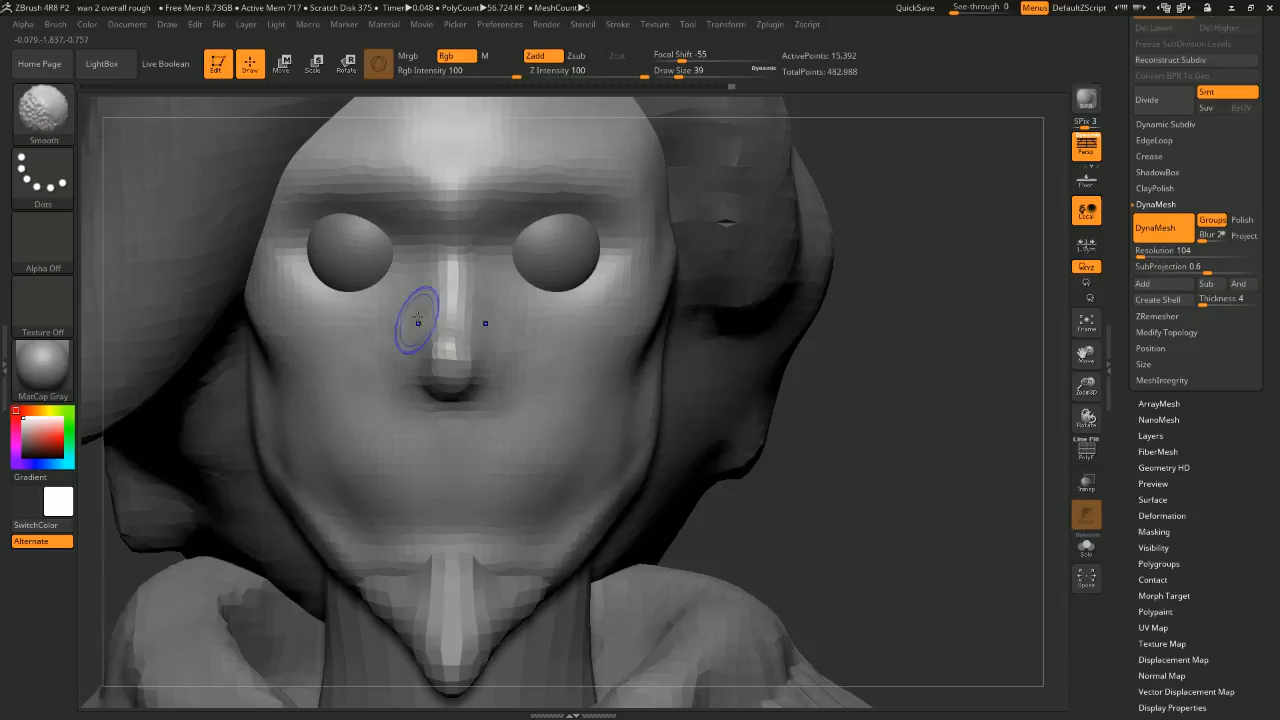 ZBrush 4R8 P2 wan 2 overall rough • Free Mem 8.73GB • Active Mem 717 • Scratch Disk 375 • Timer▶0.048 • PolyCount▶56.724 KP • MeshCount▶5 QuickSave See-through 0 Menus DefaultZScript
Alpha Brush Color Document Draw Edit File Layer Light Macro Marker Material Movie Picker Preferences Render Stencil Stroke Texture Tool Transform Zplugin Zscript
-0.079,-1.837,-0.757
Home Page LightBox Live Boolean Edit Draw Move Scale Rotate
Mrgb Rgb M Zadd Zsub Zcut Focal Shift -55 ActivePoints: 15,392
Rgb Intensity 100 Z Intensity 100 Draw Size 39 Dynamic TotalPoints: 482,988
Smooth
Dots
Alpha Off
Texture Off
MatCap Gray
Gradient
SwitchColor
Alternate
BPR
SPix 3
Dynamic
Persp
Floor
Local
L.Sym
XYZ
Frame
Move
Zoom3D
Rotate
Line Fill
PolyF
Transp
Ghost
Dynamic
Solo
Xpose
Del Lower Del Higher
Freeze SubDivision Levels
Reconstruct Subdiv
Convert BPR To Geo
Divide Smt
Suv ReUV
Dynamic Subdiv
EdgeLoop
Crease
ShadowBox
ClayPolish
DynaMesh
DynaMesh Groups Polish
Blur 2 Project
Resolution 104
SubProjection 0.6
Add Sub And
Create Shell Thickness 4
ZRemesher
Modify Topology
Position
Size
MeshIntegrity
ArrayMesh
NanoMesh
Layers
FiberMesh
Geometry HD
Preview
Surface
Deformation
Masking
Visibility
Polygroups
Contact
Morph Target
Polypaint
UV Map
Texture Map
Displacement Map
Normal Map
Vector Displacement Map
Display Properties